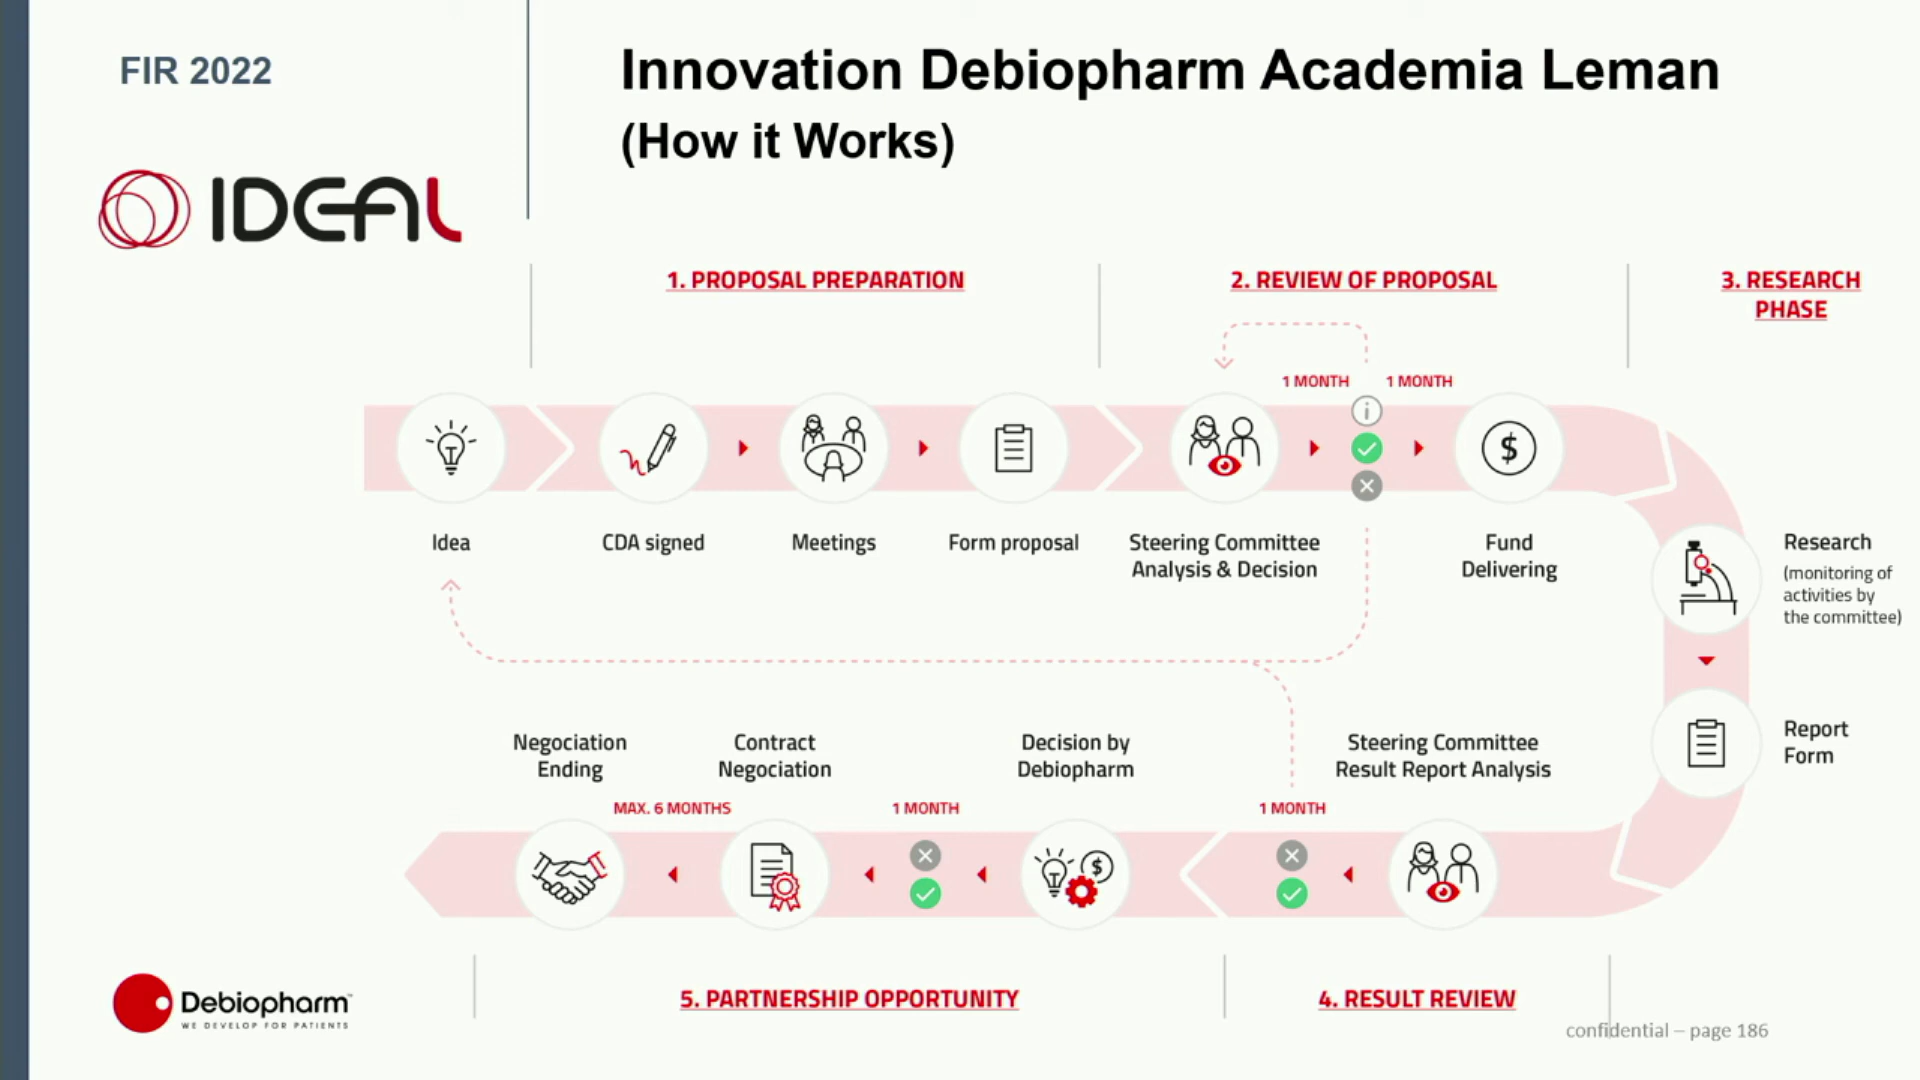 FIR 2022
Innovation Debiopharm Academia Leman
(How it Works)
IDEAL
1. PROPOSAL PREPARATION
2. REVIEW OF PROPOSAL
3. RESEARCH
PHASE
1 MONTH
1 MONTH
i
$
Idea
CDA signed
Meetings
Form proposal
Steering Committee
Analysis & Decision
Fund
Delivering
Research
(monitoring of
activities by
the committee)
Report
Form
Negociation
Ending
Contract
Negociation
Decision by
Debiopharm
Steering Committee
Result Report Analysis
MAX. 6 MONTHS
1 MONTH
1 MONTH
$
5. PARTNERSHIP OPPORTUNITY
4. RESULT REVIEW
Debiopharm™
WE DEVELOP FOR PATIENTS
confidential – page 186